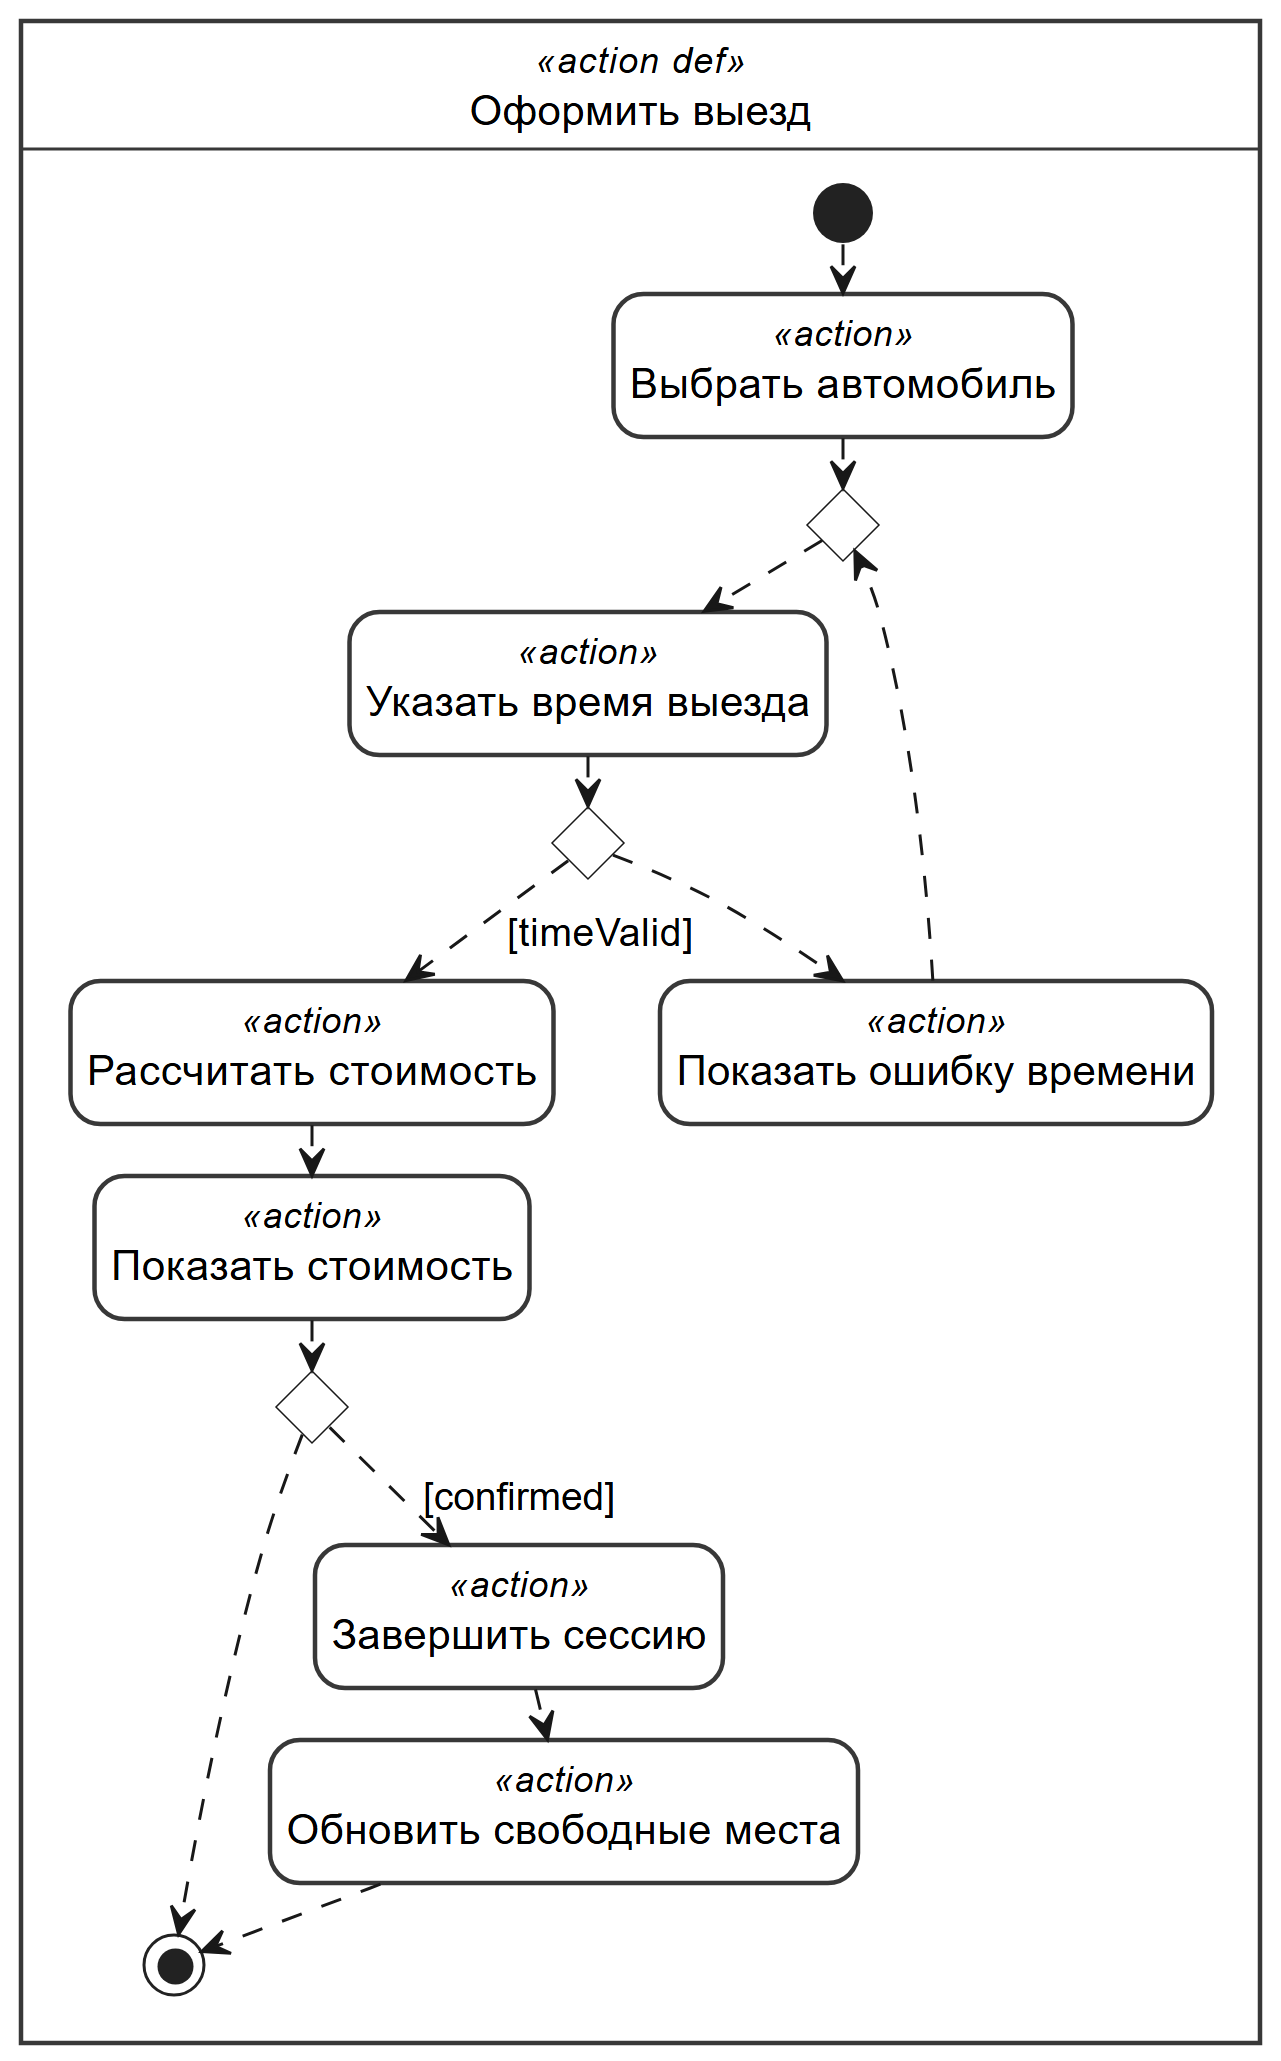 «action def»
Оформить выезд
«action»
Выбрать автомобиль
«action»
Указать время выезда
[timeValid]
«action»
Рассчитать стоимость
«action»
Показать ошибку времени
«action»
Показать стоимость
[confirmed]
«action»
Завершить сессию
«action»
Обновить свободные места